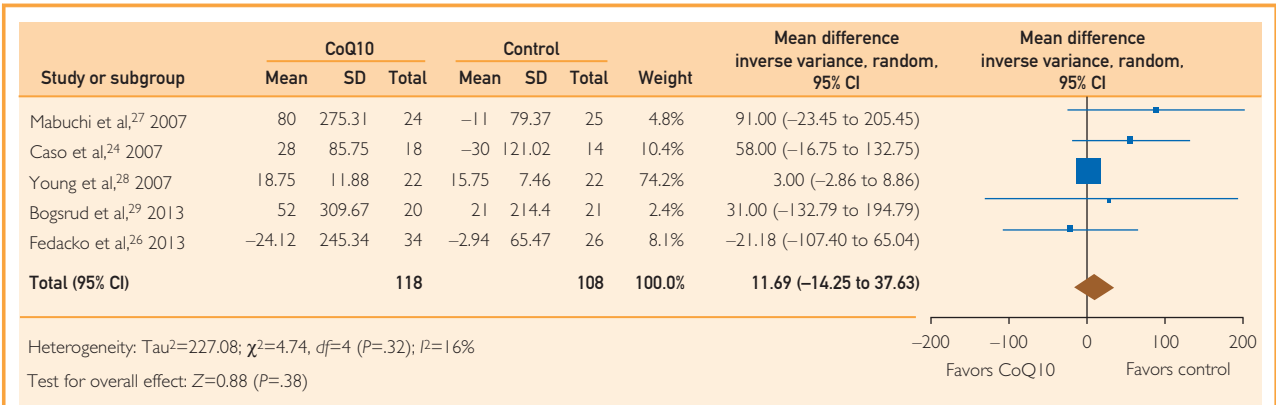 CoQ10 Control Mean difference inverse variance, random, 95% CI Mean difference inverse variance, random, 95% CI
Study or subgroup Mean SD Total Mean SD Total Weight
Mabuchi et al,27 2007 80 275.31 24 –11 79.37 25 4.8% 91.00 (–23.45 to 205.45)
Caso et al,24 2007 28 85.75 18 –30 121.02 14 10.4% 58.00 (–16.75 to 132.75)
Young et al,28 2007 18.75 11.88 22 15.75 7.46 22 74.2% 3.00 (–2.86 to 8.86)
Bogsrud et al,29 2013 52 309.67 20 21 214.4 21 2.4% 31.00 (–132.79 to 194.79)
Fedacko et al,26 2013 –24.12 245.34 34 –2.94 65.47 26 8.1% –21.18 (–107.40 to 65.04)
Total (95% CI) 118 108 100.0% 11.69 (–14.25 to 37.63)
Heterogeneity: Tau²=227.08; χ²=4.74, df=4 (P=.32); I²=16%
Test for overall effect: Z=0.88 (P=.38)
–200 –100 0 100 200
Favors CoQ10 Favors control